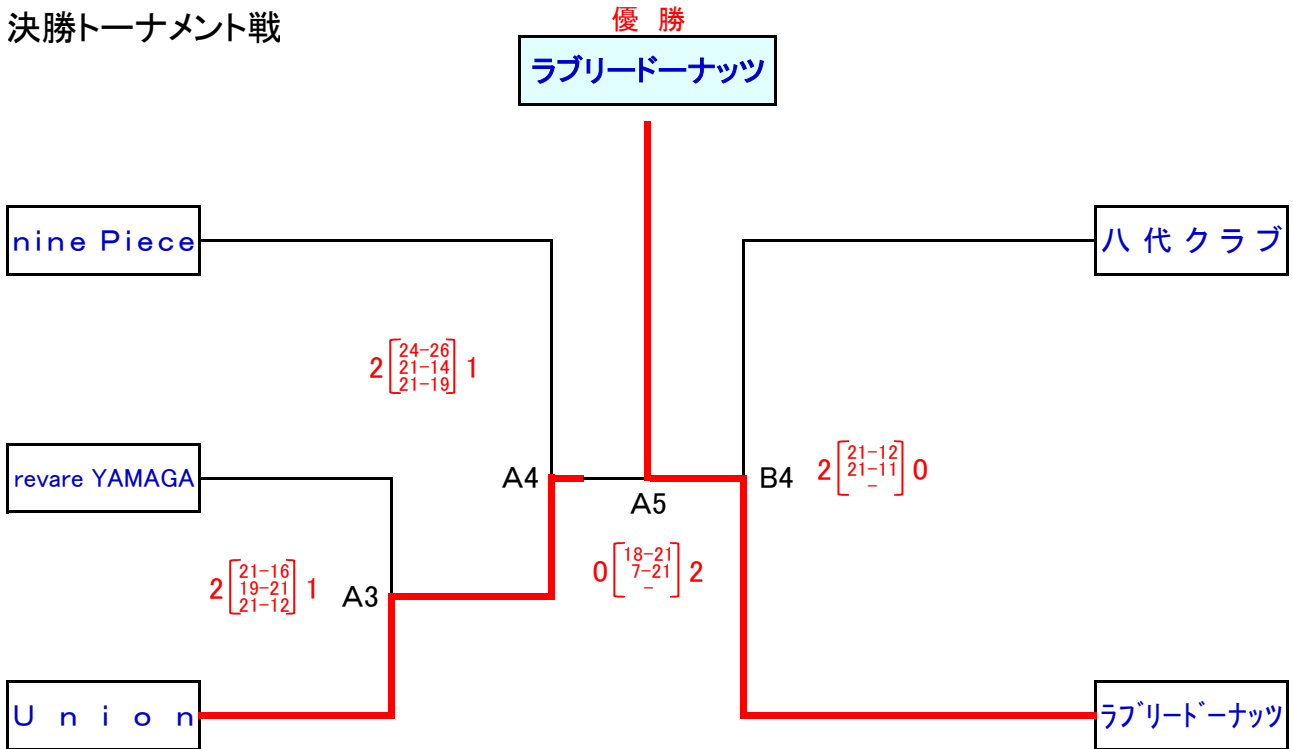 決勝トーナメント戦
優 勝
ラブリードーナッツ
nine Piece
八 代 ク ラ ブ
2 [24-26 21-14 21-19] 1
revare YAMAGA
A4
A5
B4
2 [21-12 21-11 -] 0
2 [21-16 19-21 21-12] 1
A3
0 [18-21 7-21 -] 2
U n i o n
ラブリードーナッツ